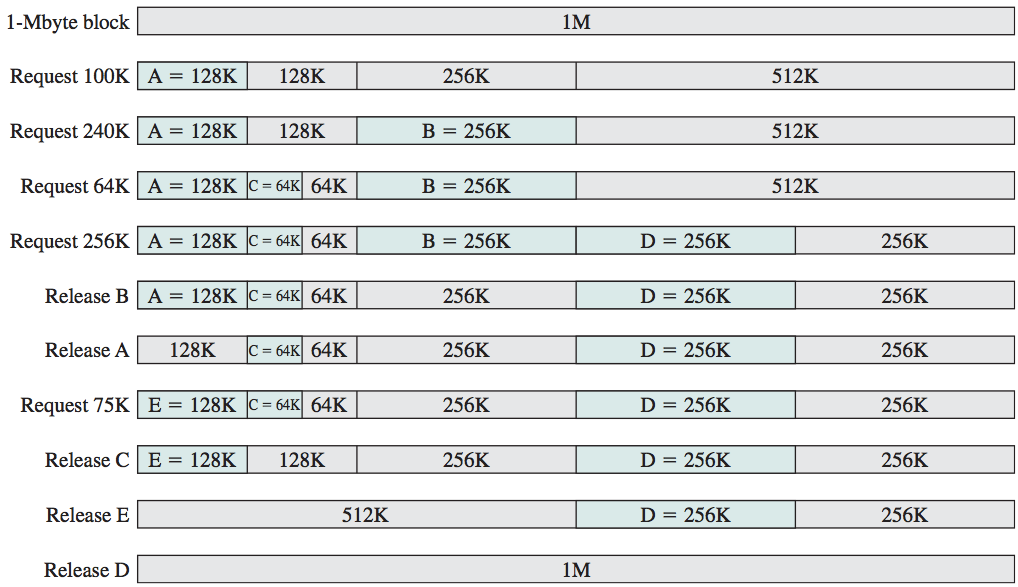 1-Mbyte block 1M
Request 100K A = 128K 128K 256K 512K
Request 240K A = 128K 128K B = 256K 512K
Request 64K A = 128K C = 64K 64K B = 256K 512K
Request 256K A = 128K C = 64K 64K B = 256K D = 256K 256K
Release B A = 128K C = 64K 64K 256K D = 256K 256K
Release A 128K C = 64K 64K 256K D = 256K 256K
Request 75K E = 128K C = 64K 64K 256K D = 256K 256K
Release C E = 128K 128K 256K D = 256K 256K
Release E 512K D = 256K 256K
Release D 1M